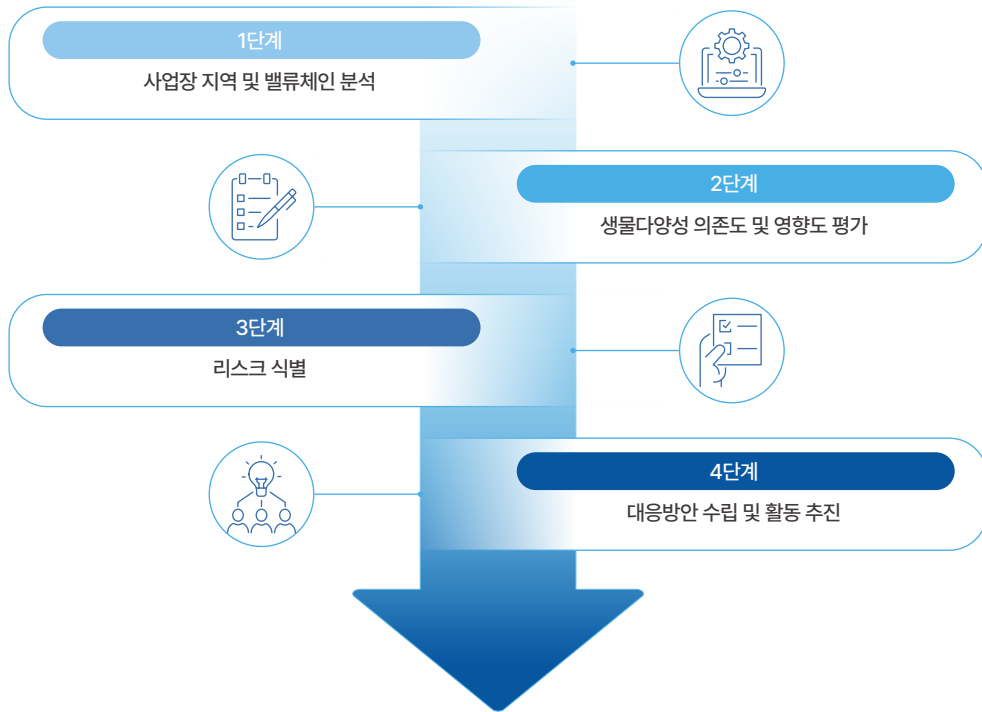 1단계
사업장 지역 및 밸류체인 분석
2단계
생물다양성 의존도 및 영향도 평가
3단계
리스크 식별
4단계
대응방안 수립 및 활동 추진